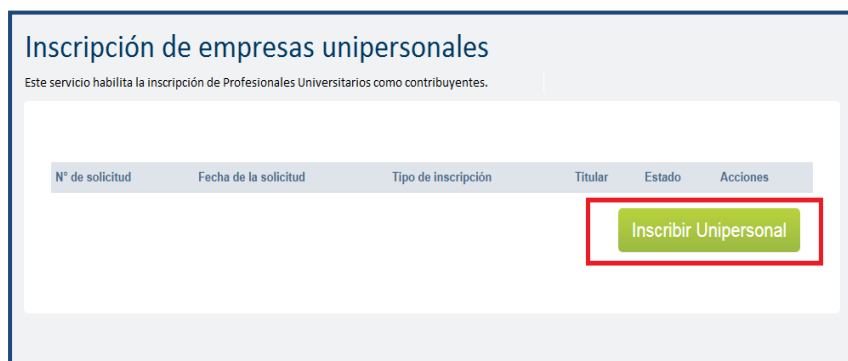 Inscripción de empresas unipersonales
Este servicio habilita la inscripción de Profesionales Universitarios como contribuyentes.
N° de solicitud Fecha de la solicitud Tipo de inscripción Titular Estado Acciones
Inscribir Unipersonal